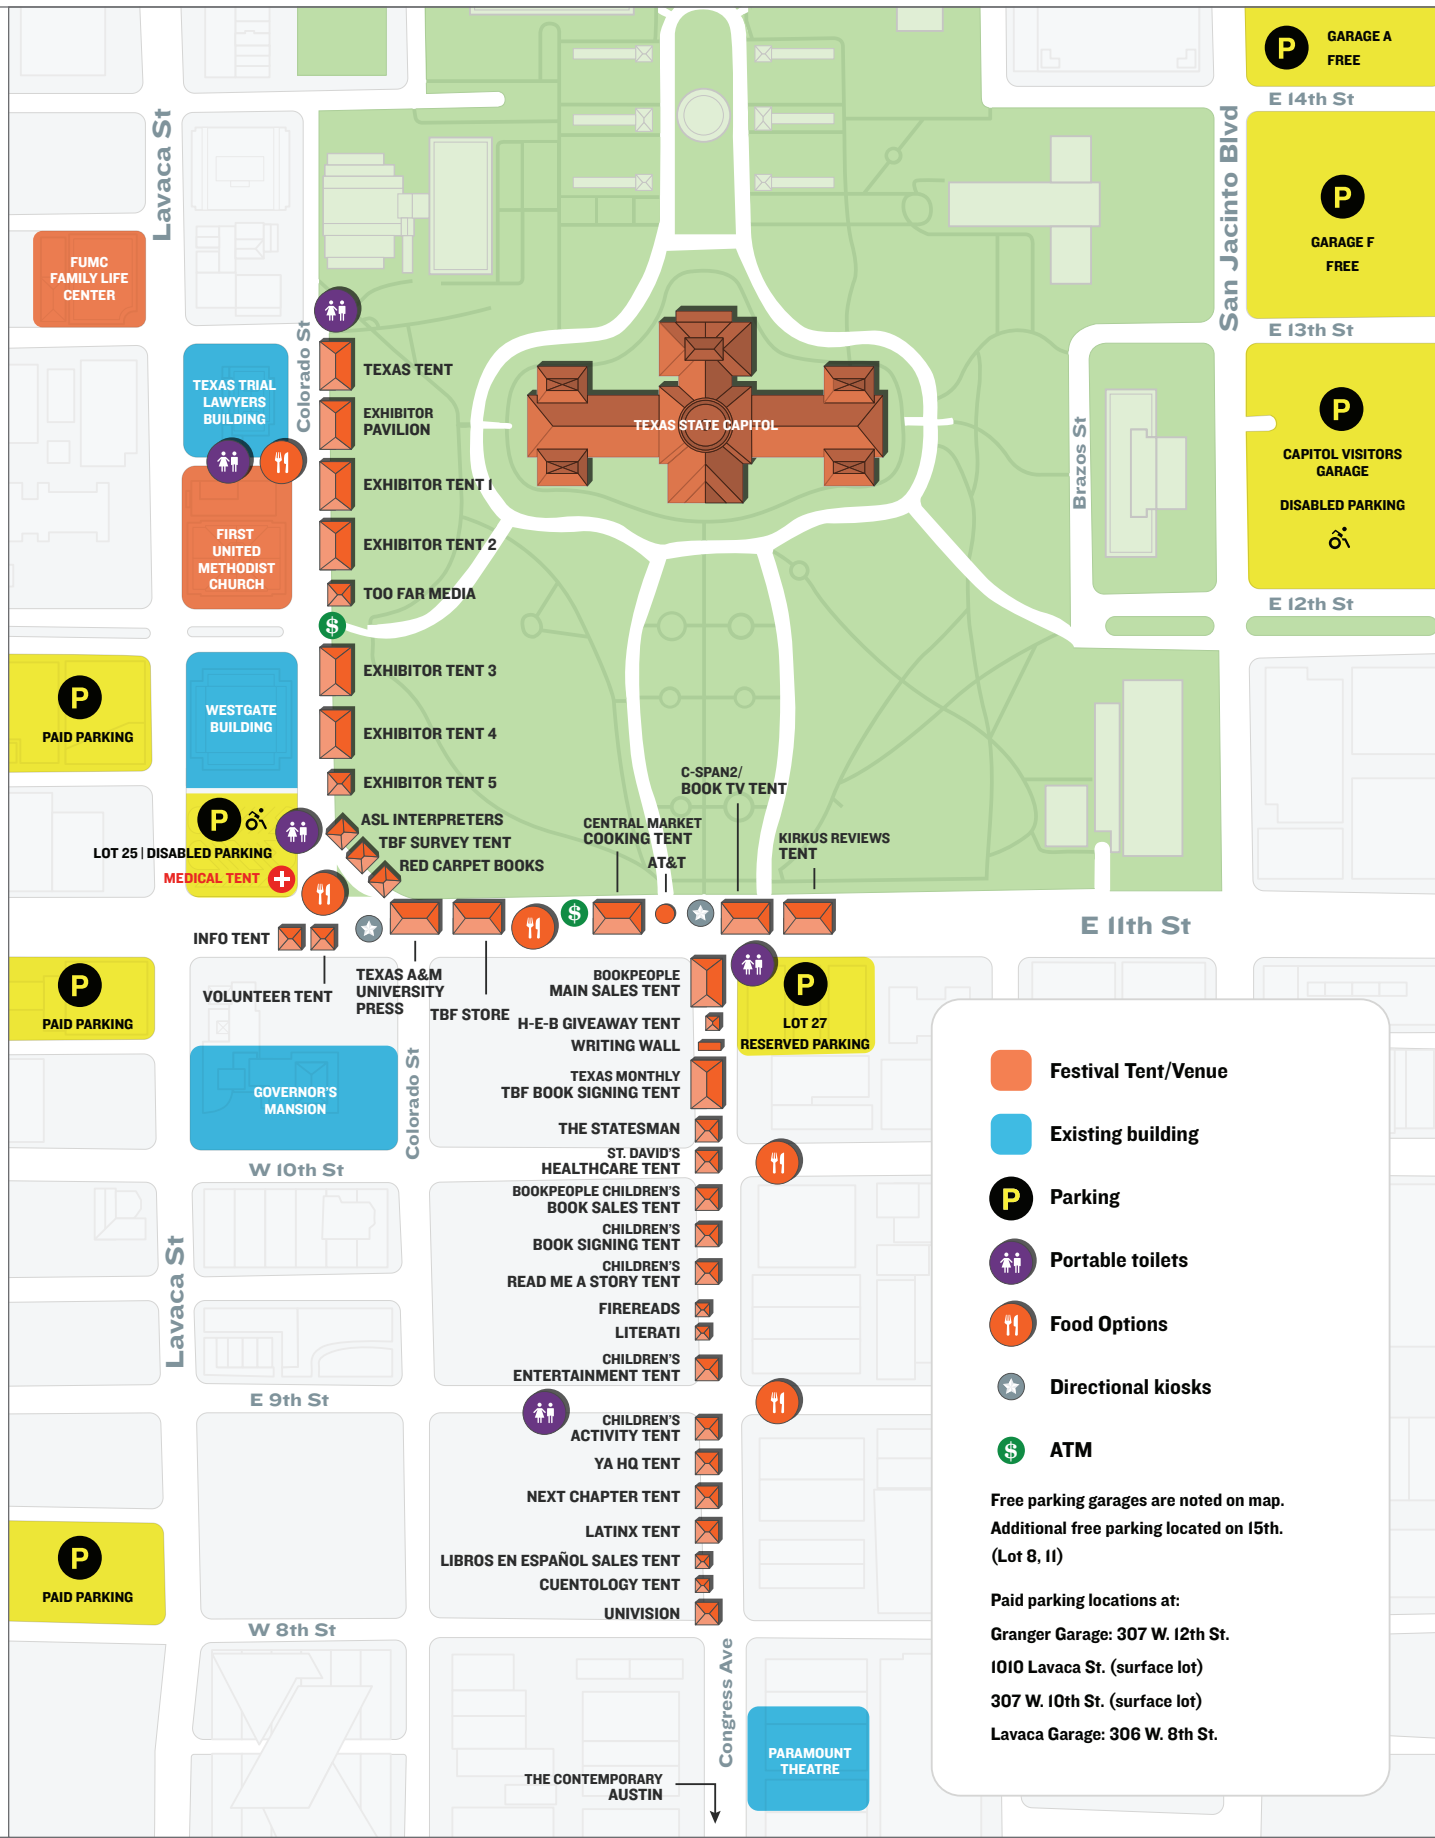 GARAGE A
FREE
E 14th St
Lavaca St
San Jacinto Blvd
P
GARAGE F
FREE
E 13th St
FUMC
FAMILY LIFE
CENTER
Colorado St
TEXAS TRIAL
LAWYERS
BUILDING
TEXAS TENT
EXHIBITOR
PAVILION
EXHIBITOR TENT 1
EXHIBITOR TENT 2
TOO FAR MEDIA
$
TEXAS STATE CAPITOL
Brazos St
P
CAPITOL VISITORS
GARAGE
DISABLED PARKING
E 12th St
FIRST
UNITED
METHODIST
CHURCH
P
PAID PARKING
WESTGATE
BUILDING
EXHIBITOR TENT 3
EXHIBITOR TENT 4
EXHIBITOR TENT 5
P
LOT 25 | DISABLED PARKING
MEDICAL TENT
ASL INTERPRETERS
TBF SURVEY TENT
RED CARPET BOOKS
CENTRAL MARKET
COOKING TENT
AT&T
C-SPAN2/
BOOK TV TENT
KIRKUS REVIEWS
TENT
$
E 11th St
INFO TENT
VOLUNTEER TENT
TEXAS A&M
UNIVERSITY
PRESS
TBF STORE
P
PAID PARKING
GOVERNOR'S
MANSION
Colorado St
W 10th St
BOOKPEOPLE
MAIN SALES TENT
H-E-B GIVEAWAY TENT
WRITING WALL
TEXAS MONTHLY
TBF BOOK SIGNING TENT
THE STATESMAN
ST. DAVID'S
HEALTHCARE TENT
BOOKPEOPLE CHILDREN'S
BOOK SALES TENT
CHILDREN'S
BOOK SIGNING TENT
CHILDREN'S
READ ME A STORY TENT
FIREREADS
LITERATI
CHILDREN'S
ENTERTAINMENT TENT
CHILDREN'S
ACTIVITY TENT
YA HQ TENT
NEXT CHAPTER TENT
LATINX TENT
LIBROS EN ESPAÑOL SALES TENT
CUENTOLOGY TENT
UNIVISION
P
LOT 27
RESERVED PARKING
Lavaca St
E 9th St
P
PAID PARKING
W 8th St
Congress Ave
THE CONTEMPORARY
AUSTIN
PARAMOUNT
THEATRE
Festival Tent/Venue
Existing building
P Parking
Portable toilets
Food Options
Directional kiosks
$ ATM
Free parking garages are noted on map.
Additional free parking located on 15th.
(Lot 8, 11)
Paid parking locations at:
Granger Garage: 307 W. 12th St.
1010 Lavaca St. (surface lot)
307 W. 10th St. (surface lot)
Lavaca Garage: 306 W. 8th St.
P